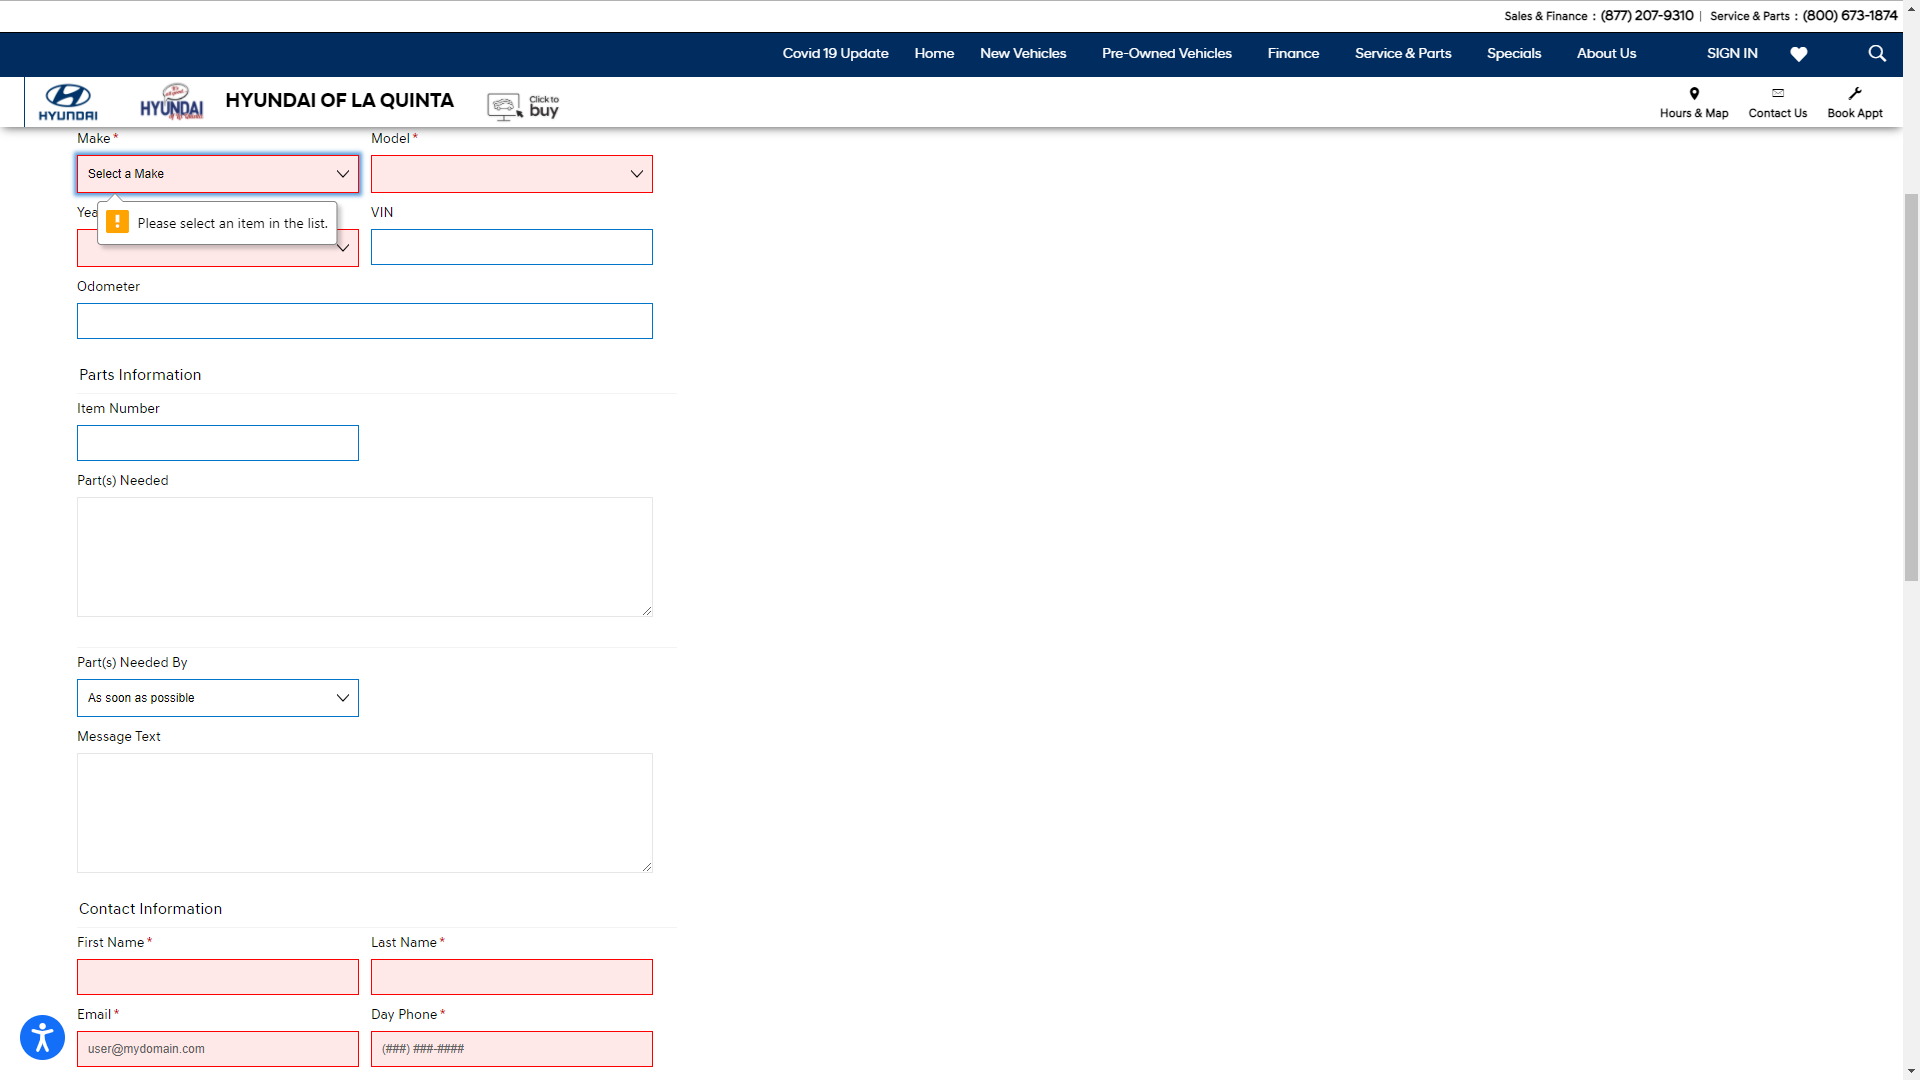 Sales & Finance : (877) 207-9310 | Service & Parts : (800) 673-1874
Covid 19 Update Home New Vehicles Pre-Owned Vehicles Finance Service & Parts Specials About Us SIGN IN
HYUNDAI
HYUNDAI
HYUNDAI OF LA QUINTA
Click to
buy
Hours & Map Contact Us Book Appt
Make* Model*
Select a Make
Please select an item in the list.
VIN
Odometer
Parts Information
Item Number
Part(s) Needed
Part(s) Needed By
As soon as possible
Message Text
Contact Information
First Name* Last Name*
Email* Day Phone*
user@mydomain.com (###) ###-####